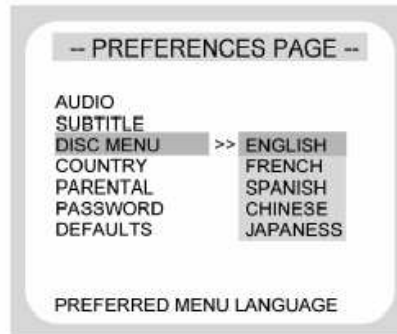 -- PREFERENCES PAGE --
AUDIO
SUBTITLE
DISC MENU >> ENGLISH
COUNTRY FRENCH
PARENTAL SPANISH
PASSWORD CHINESE
DEFAULTS JAPANESS
PREFERRED MENU LANGUAGE